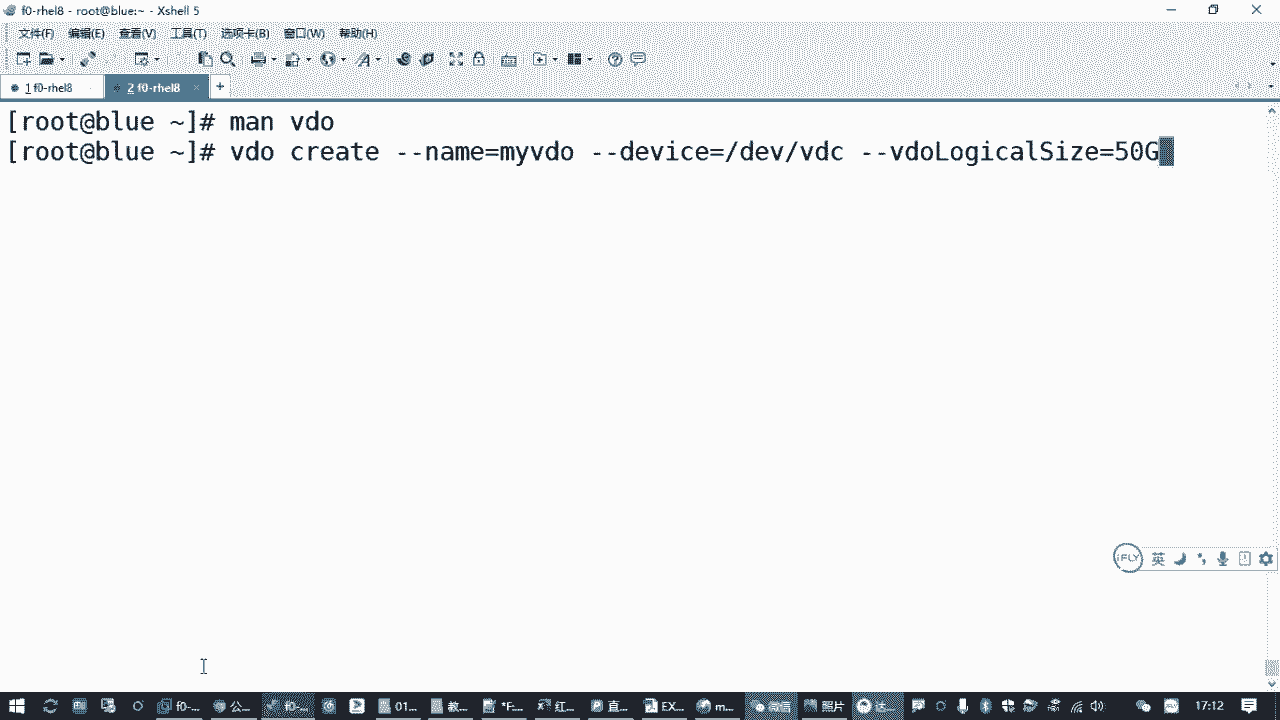 f0-rhel8 - root@blue:~ - Xshell 5
文件(F) 编辑(E) 查看(V) 工具(T) 选项卡(B) 窗口(W) 帮助(H)
1 f0-rhel8 2 f0-rhel8
[root@blue ~]# man vdo
[root@blue ~]# vdo create --name=myvdo --device=/dev/vdc --vdoLogicalSize=50G
iFLY 英
f0-... 公... f0-... 01... 教... *F... 红... 直... EX... m... 微信 照片 17:12